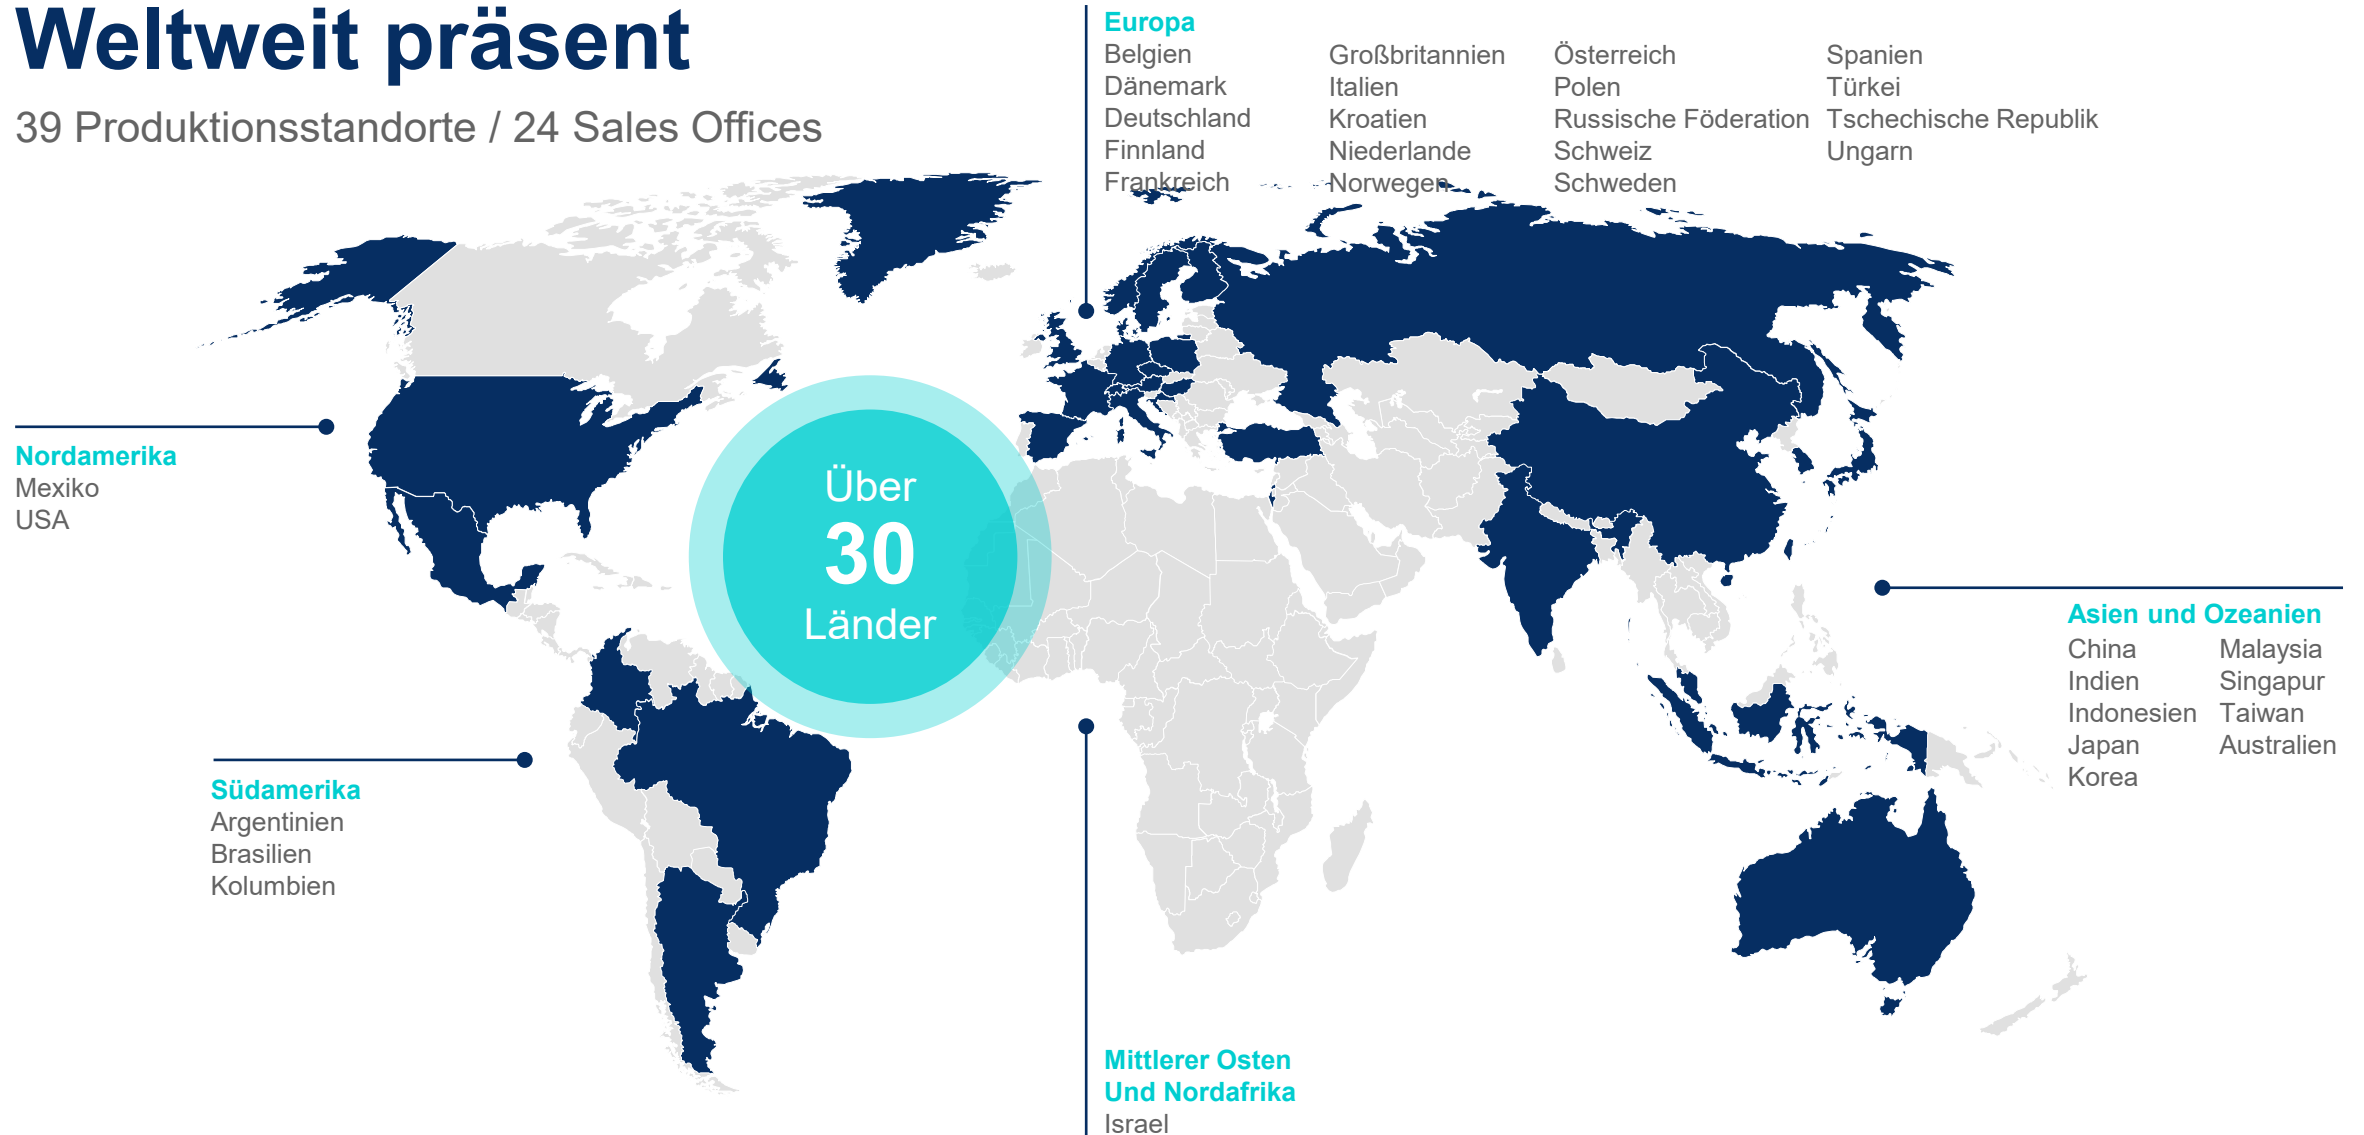 Weltweit präsent
39 Produktionsstandorte / 24 Sales Offices
Europa
Belgien
Dänemark
Deutschland
Finnland
Frankreich
Großbritannien
Italien
Kroatien
Niederlande
Norwegen
Österreich
Polen
Russische Föderation
Schweiz
Schweden
Spanien
Türkei
Tschechische Republik
Ungarn
Nordamerika
Mexiko
USA
Über
30
Länder
Asien und Ozeanien
China
Indien
Indonesien
Japan
Korea
Malaysia
Singapur
Taiwan
Australien
Südamerika
Argentinien
Brasilien
Kolumbien
Mittlerer Osten
Und Nordafrika
Israel